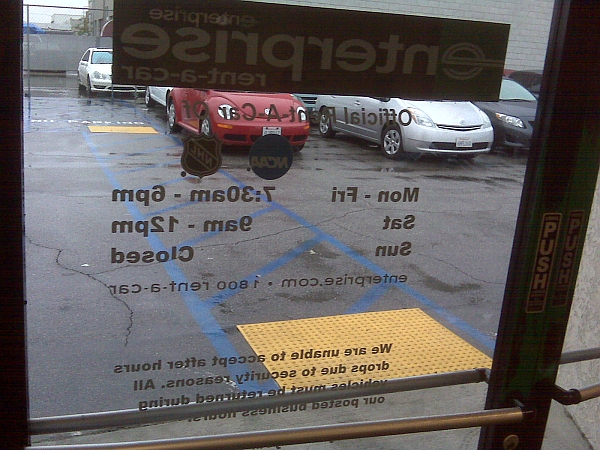 enterprise
enterprise
rent-a-car
Official Rent-A-Car Of
NHL
NCAA
Mon - Fri 7:30am - 6pm
Sat 9am - 12pm
Sun Closed
enterprise.com • 1 800 rent-a-car
We are unable to accept after hours
drops due to security reasons. All
vehicles must be returned during
our posted business hours.
PUSH
PUSH